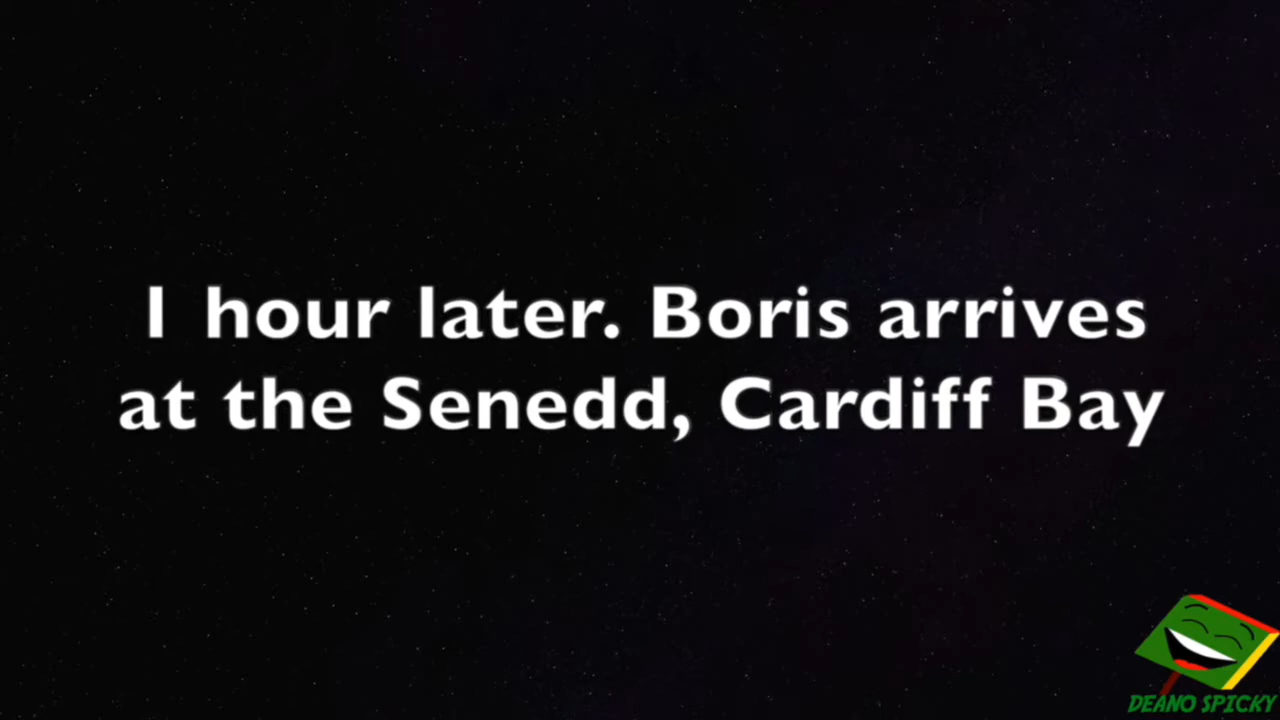 1 hour later. Boris arrives
at the Senedd, Cardiff Bay
DEANO SPICKY